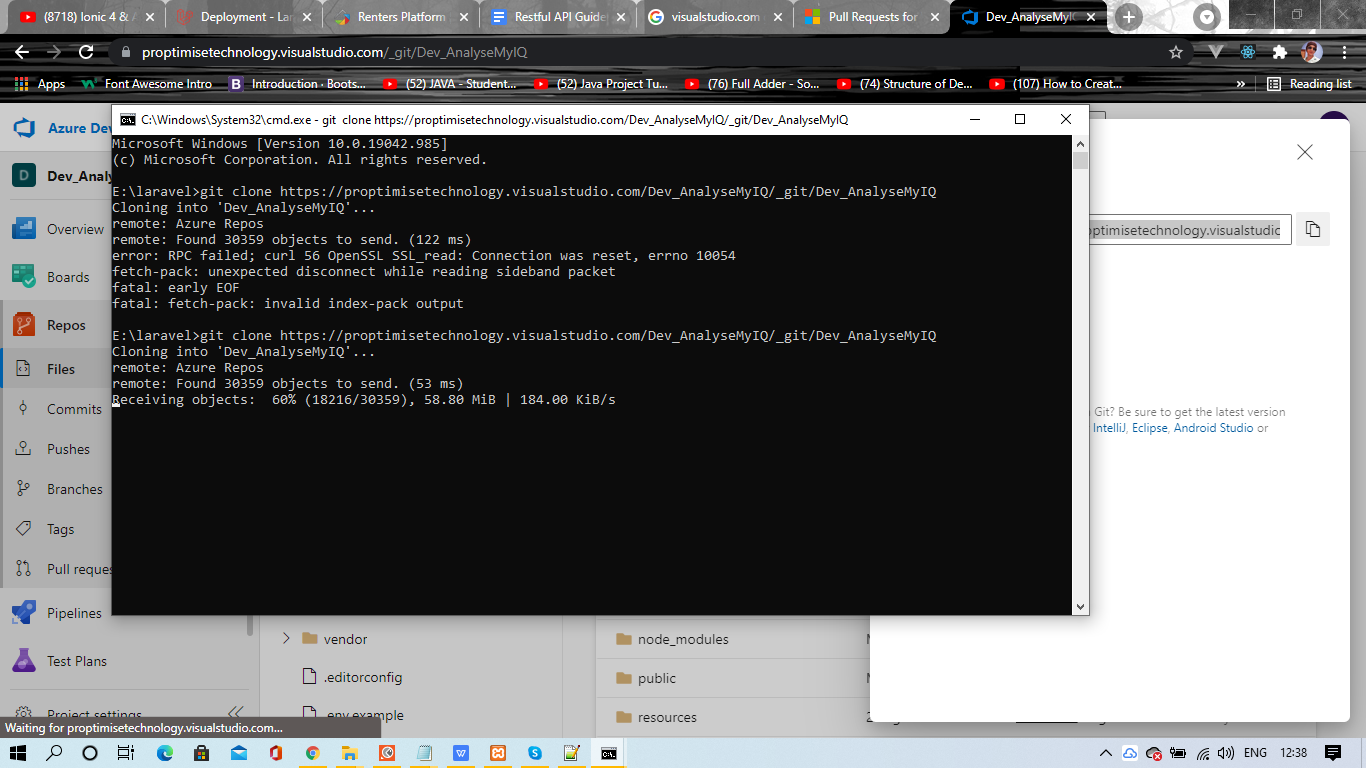 (8718) Ionic 4 & A
Deployment - La
Renters Platform
Restful API Guide
visualstudio.com
Pull Requests for
Dev_AnalyseMyIC
proptimisetechnology.visualstudio.com/_git/Dev_AnalyseMyIQ
Apps
Font Awesome Intro
Introduction · Boots...
(52) JAVA - Student...
(52) Java Project Tu...
(76) Full Adder - So...
(74) Structure of De...
(107) How to Creat...
»
Reading list
Azure Dev
D
Dev_Analy
Overview
Boards
Repos
Files
Commits
Pushes
Branches
Tags
Pull reques
Pipelines
Test Plans
Project settings
C:\Windows\System32\cmd.exe - git clone https://proptimisetechnology.visualstudio.com/Dev_AnalyseMyIQ/_git/Dev_AnalyseMyIQ
Microsoft Windows [Version 10.0.19042.985]
(c) Microsoft Corporation. All rights reserved.
E:\laravel>git clone https://proptimisetechnology.visualstudio.com/Dev_AnalyseMyIQ/_git/Dev_AnalyseMyIQ
Cloning into 'Dev_AnalyseMyIQ'...
remote: Azure Repos
remote: Found 30359 objects to send. (122 ms)
error: RPC failed; curl 56 OpenSSL SSL_read: Connection was reset, errno 10054
fetch-pack: unexpected disconnect while reading sideband packet
fatal: early EOF
fatal: fetch-pack: invalid index-pack output
E:\laravel>git clone https://proptimisetechnology.visualstudio.com/Dev_AnalyseMyIQ/_git/Dev_AnalyseMyIQ
Cloning into 'Dev_AnalyseMyIQ'...
remote: Azure Repos
remote: Found 30359 objects to send. (53 ms)
Receiving objects:  60% (18216/30359), 58.80 MiB | 184.00 KiB/s
optimisetechnology.visualstudio
Git? Be sure to get the latest version
IntelliJ, Eclipse, Android Studio or
vendor
.editorconfig
.env.example
node_modules
public
resources
Waiting for proptimisetechnology.visualstudio.com...
ENG
12:38